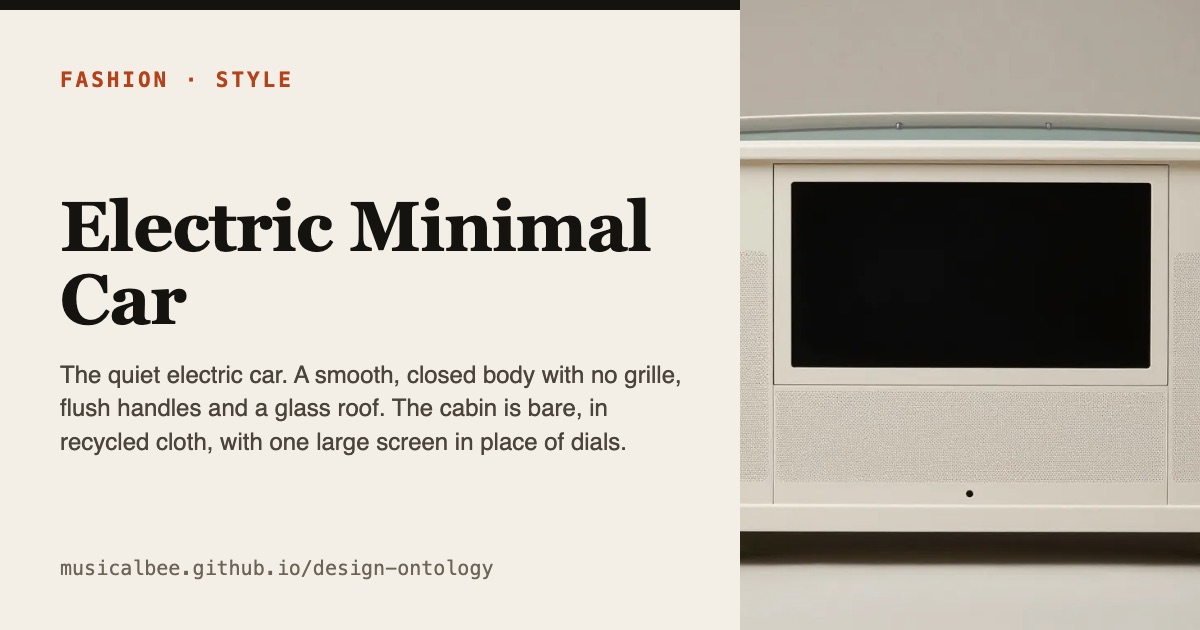 FASHION · STYLE
Electric Minimal
Car
The quiet electric car. A smooth, closed body with no grille,
flush handles and a glass roof. The cabin is bare, in
recycled cloth, with one large screen in place of dials.
musicalbee.github.io/design-ontology